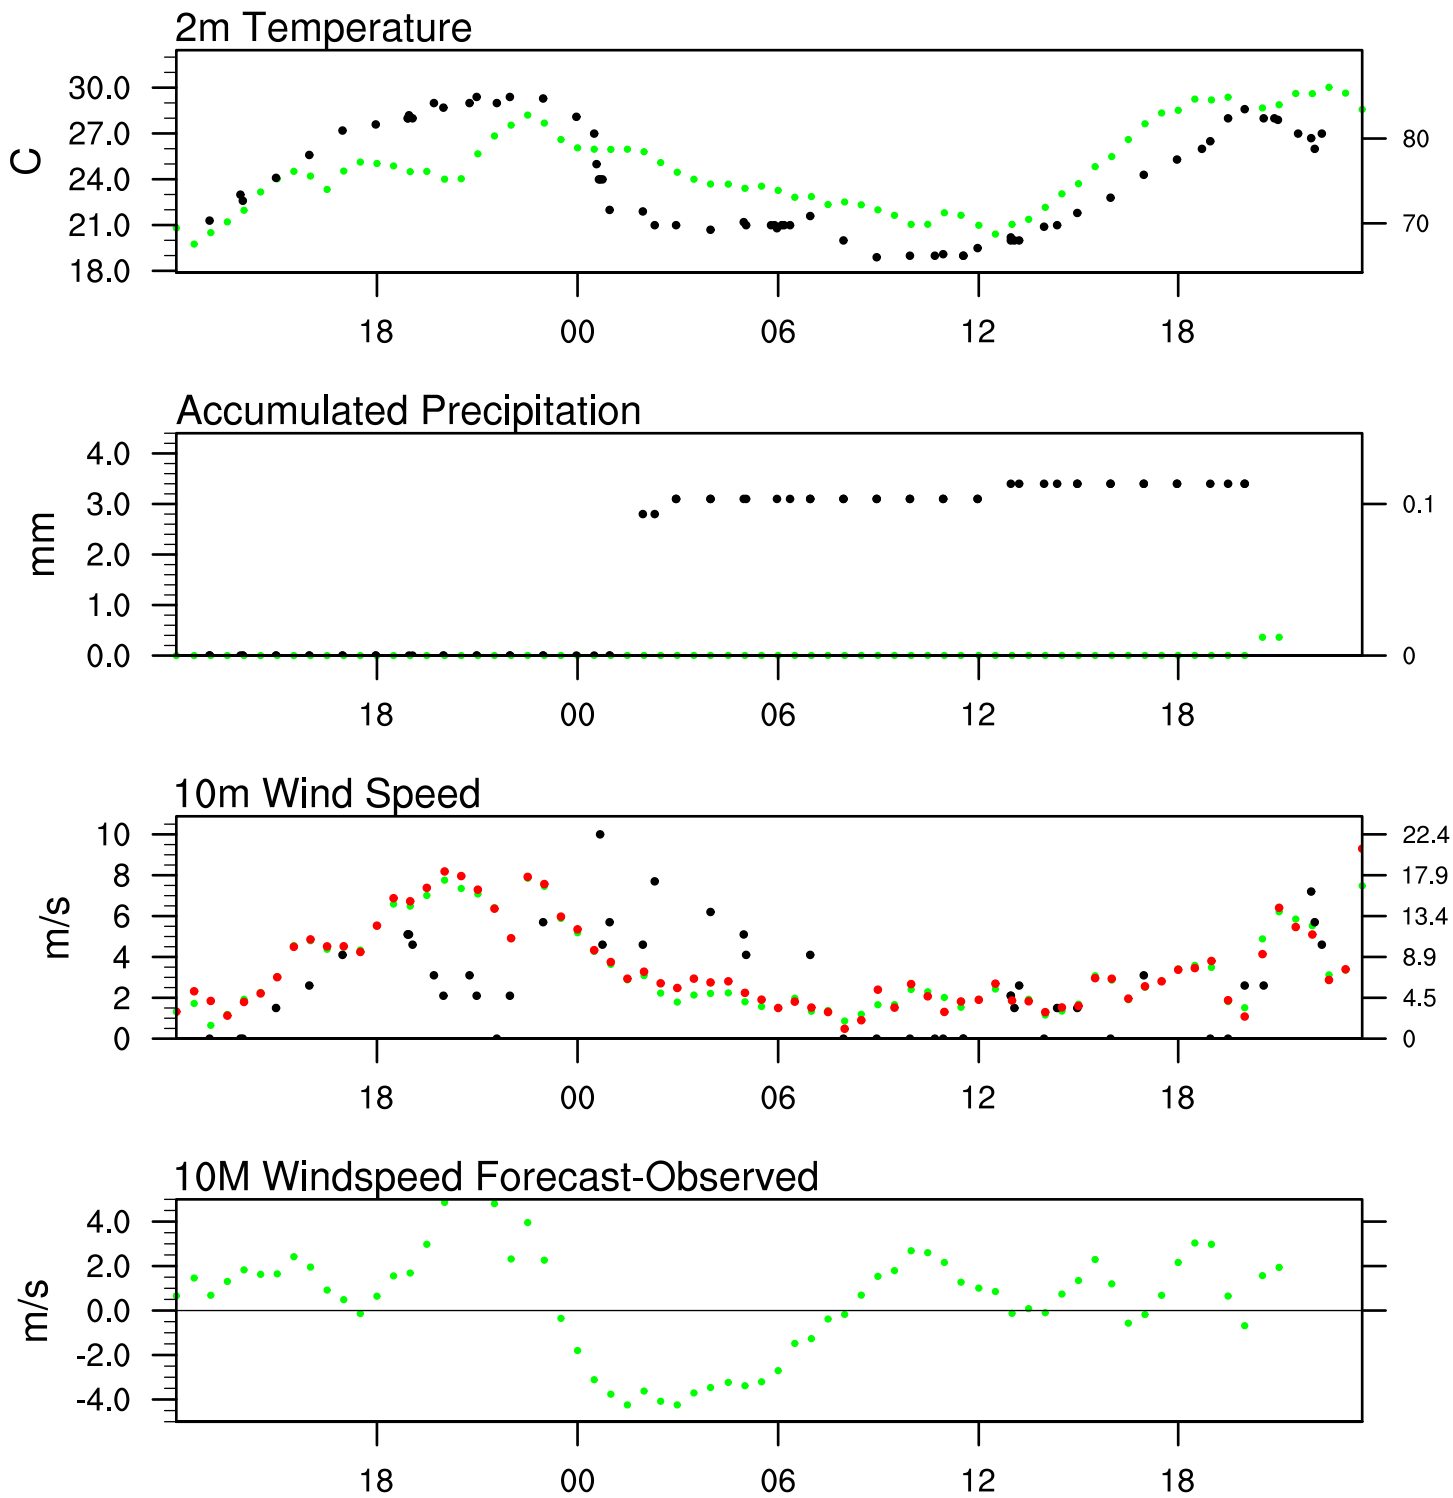 2m Temperature
30.0
27.0
24.0
21.0
18.0
C
80
70
18 00 06 12 18
Accumulated Precipitation
4.0
3.0
2.0
1.0
0.0
mm
0.1
0
18 00 06 12 18
10m Wind Speed
10
8
6
4
2
0
m/s
22.4
17.9
13.4
8.9
4.5
0
18 00 06 12 18
10M Windspeed Forecast-Observed
4.0
2.0
0.0
-2.0
-4.0
m/s
18 00 06 12 18